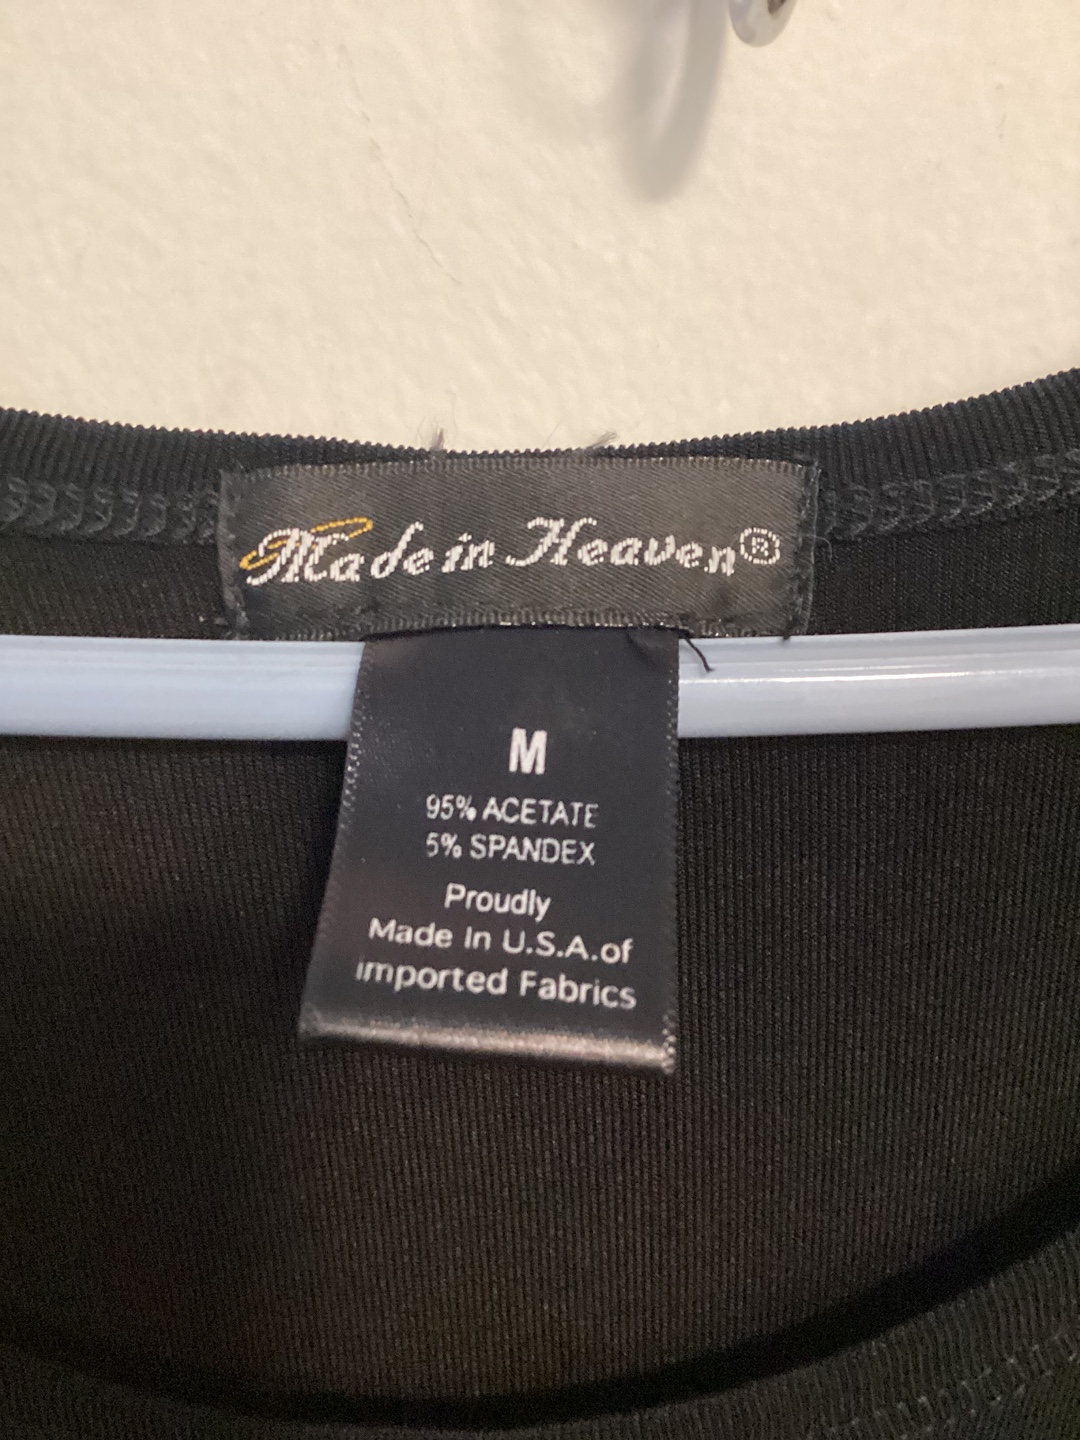 Made in Heaven®
M
95% ACETATE
5% SPANDEX
Proudly
Made In U.S.A.of
imported Fabrics